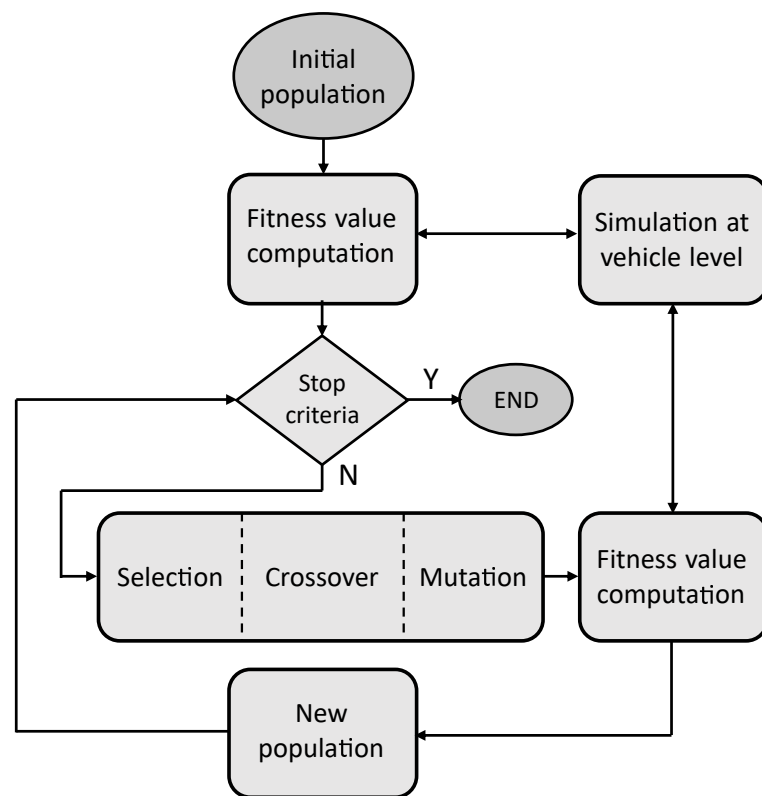 Initial
population
Fitness value
computation
Simulation at
vehicle level
Stop
criteria
Y
END
N
Selection
Crossover
Mutation
Fitness value
computation
New
population